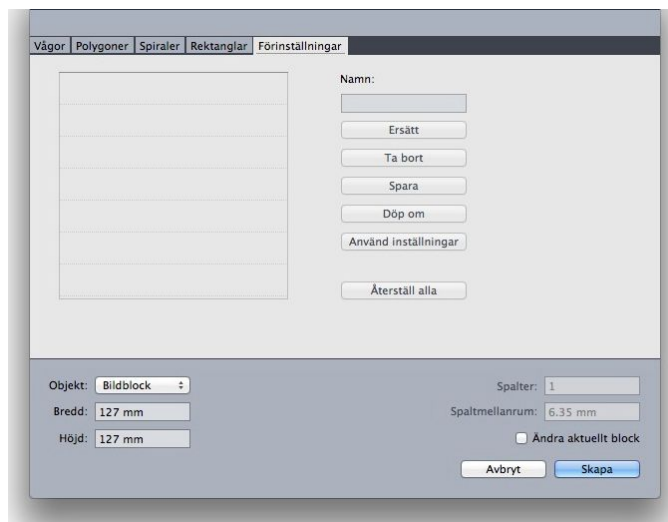 Vågor Polygoner Spiraler Rektanglar Förinställningar
Namn:
Ersätt
Ta bort
Spara
Döp om
Använd inställningar
Återställ alla
Objekt: Bildblock
Bredd: 127 mm
Höjd: 127 mm
Spalter: 1
Spaltmellanrum: 6.35 mm
Ändra aktuellt block
Avbryt Skapa